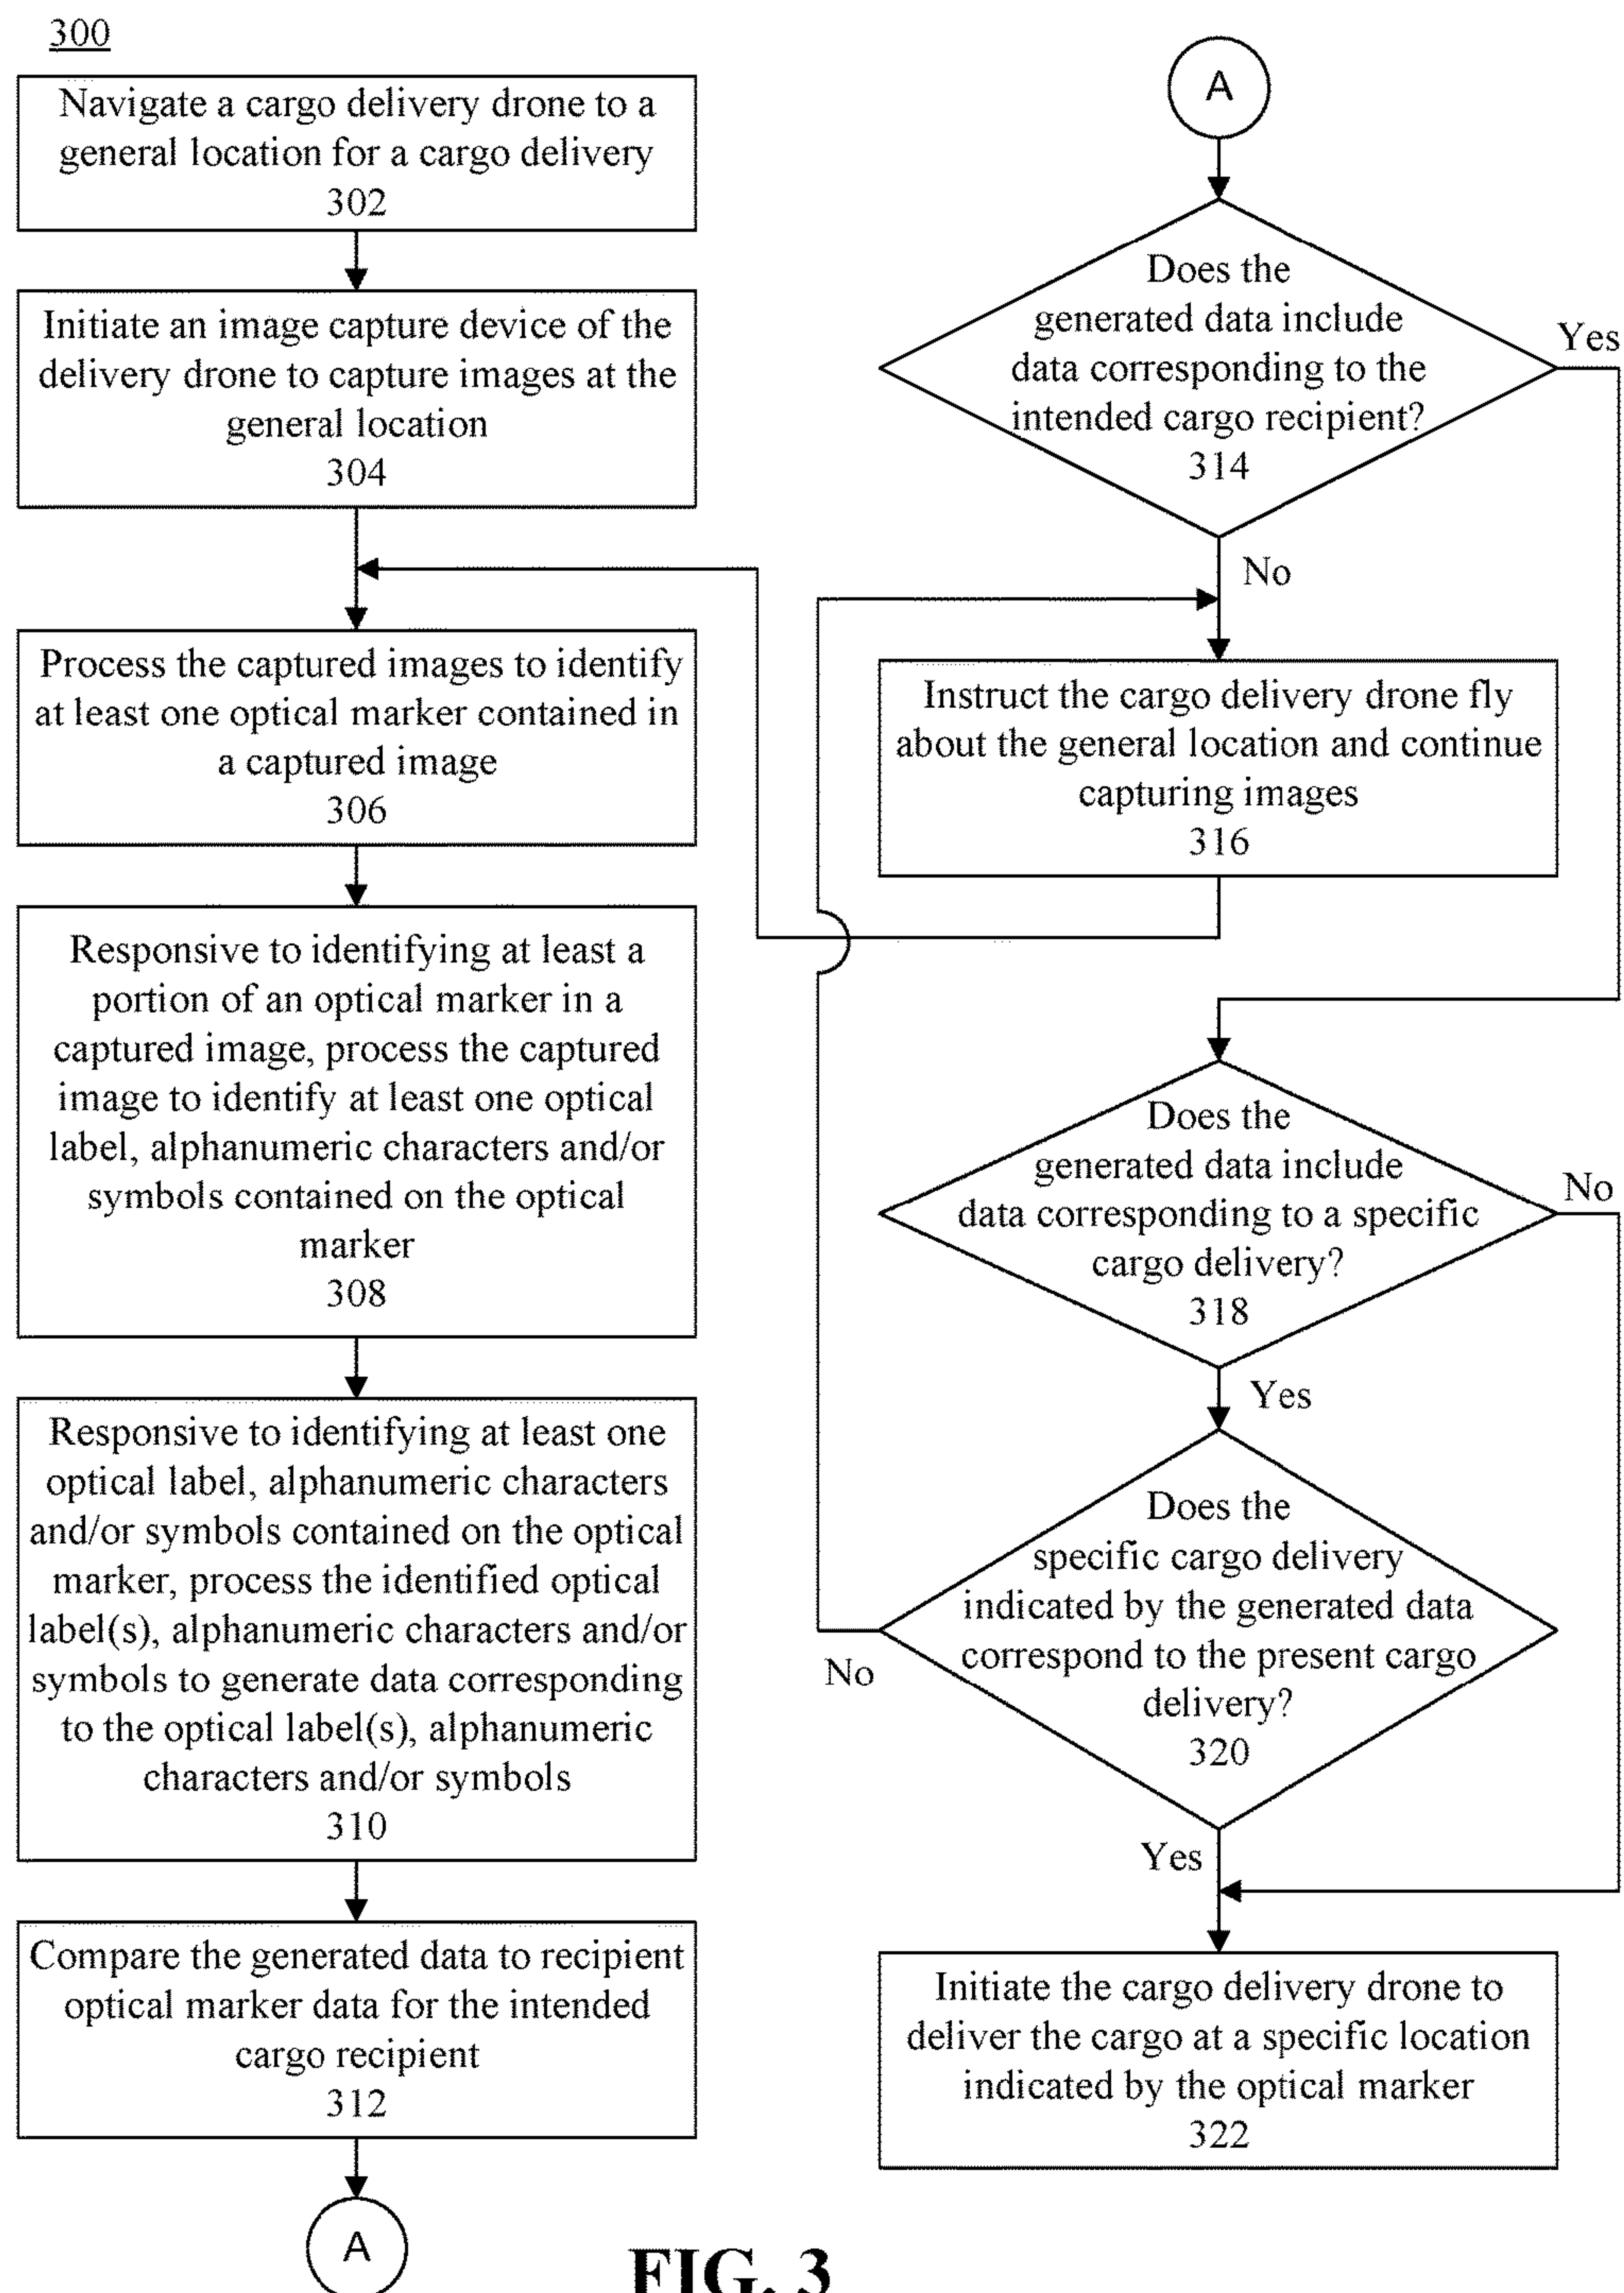 300
Navigate a cargo delivery drone to a
general location for a cargo delivery
302
Initiate an image capture device of the
delivery drone to capture images at the
general location
304
Process the captured images to identify
at least one optical marker contained in
a captured image
306
Responsive to identifying at least a
portion of an optical marker in a
captured image, process the captured
image to identify at least one optical
label, alphanumeric characters and/or
symbols contained on the optical
marker
308
Responsive to identifying at least one
optical label, alphanumeric characters
and/or symbols contained on the optical
marker, process the identified optical
label(s), alphanumeric characters and/or
symbols to generate data corresponding
to the optical label(s), alphanumeric
characters and/or symbols
310
Compare the generated data to recipient
optical marker data for the intended
cargo recipient
312
A
A
Does the
generated data include
data corresponding to the
intended cargo recipient?
314
Yes
No
Instruct the cargo delivery drone fly
about the general location and continue
capturing images
316
Does the
generated data include
data corresponding to a specific
cargo delivery?
318
No
Yes
Does the
specific cargo delivery
indicated by the generated data
correspond to the present cargo
delivery?
320
No
Yes
Initiate the cargo delivery drone to
deliver the cargo at a specific location
indicated by the optical marker
322
FIG. 3